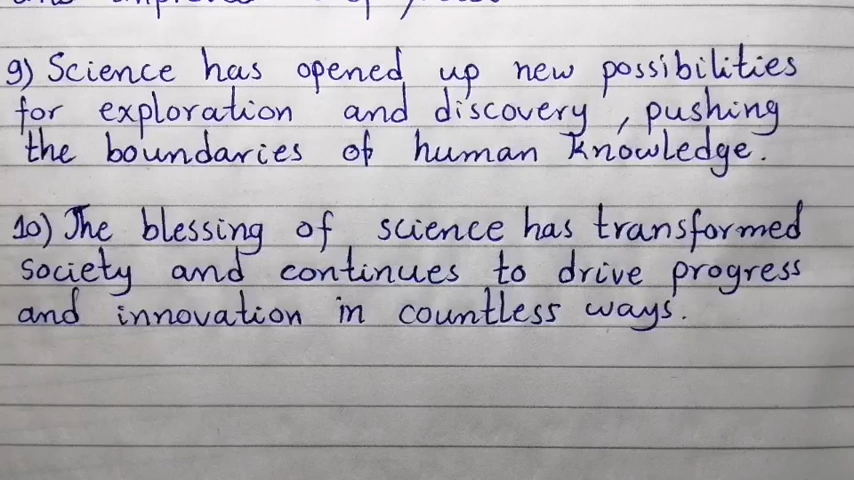 9) Science has opened up new possibilities
for exploration and discovery , pushing
the boundaries of human Knowledge.
10) The blessing of science has transformed
society and continues to drive progress
and innovation in countless ways.